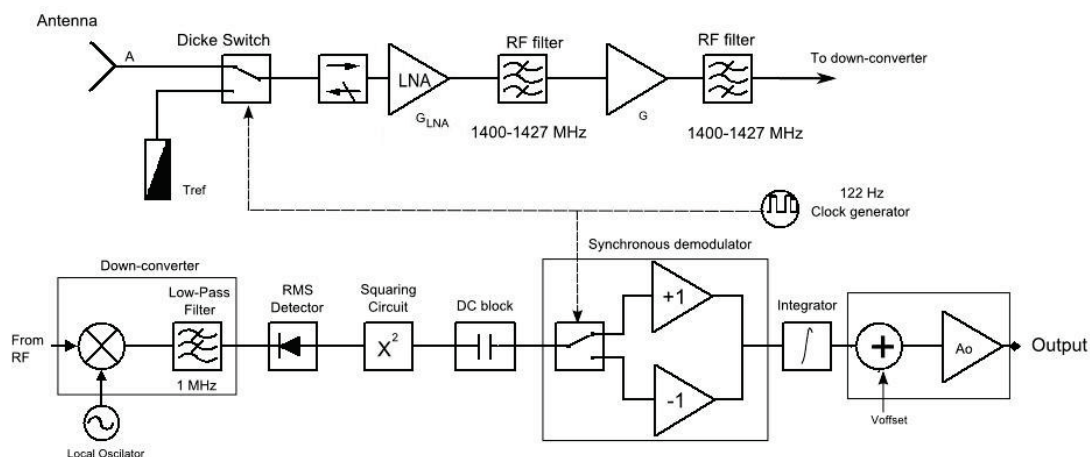 Antenna
A
Dicke Switch
Tref
LNA
G_LNA
RF filter
1400-1427 MHz
G
RF filter
1400-1427 MHz
To down-converter
122 Hz
Clock generator
Synchronous demodulator
Down-converter
Low-Pass
Filter
1 MHz
From
RF
Local Oscilator
RMS
Detector
Squaring
Circuit
X²
DC block
+1
-1
Integrator
∫
+
Voffset
Ao
Output